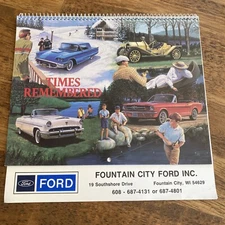 TIMES
REMEMBERED
Ford
FORD
FOUNTAIN CITY FORD INC.
19 Southshore Drive Fountain City, WI 54629
608 - 687-4131 or 687-4801